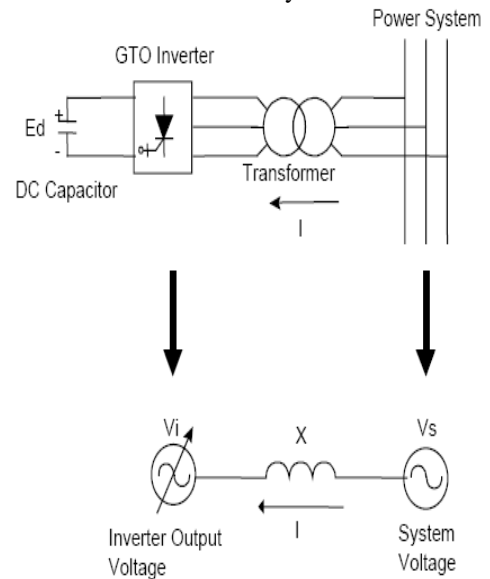 Power System
GTO Inverter
Ed
+
-
DC Capacitor
Transformer
I
Vi
X
Vs
I
Inverter Output
Voltage
System
Voltage